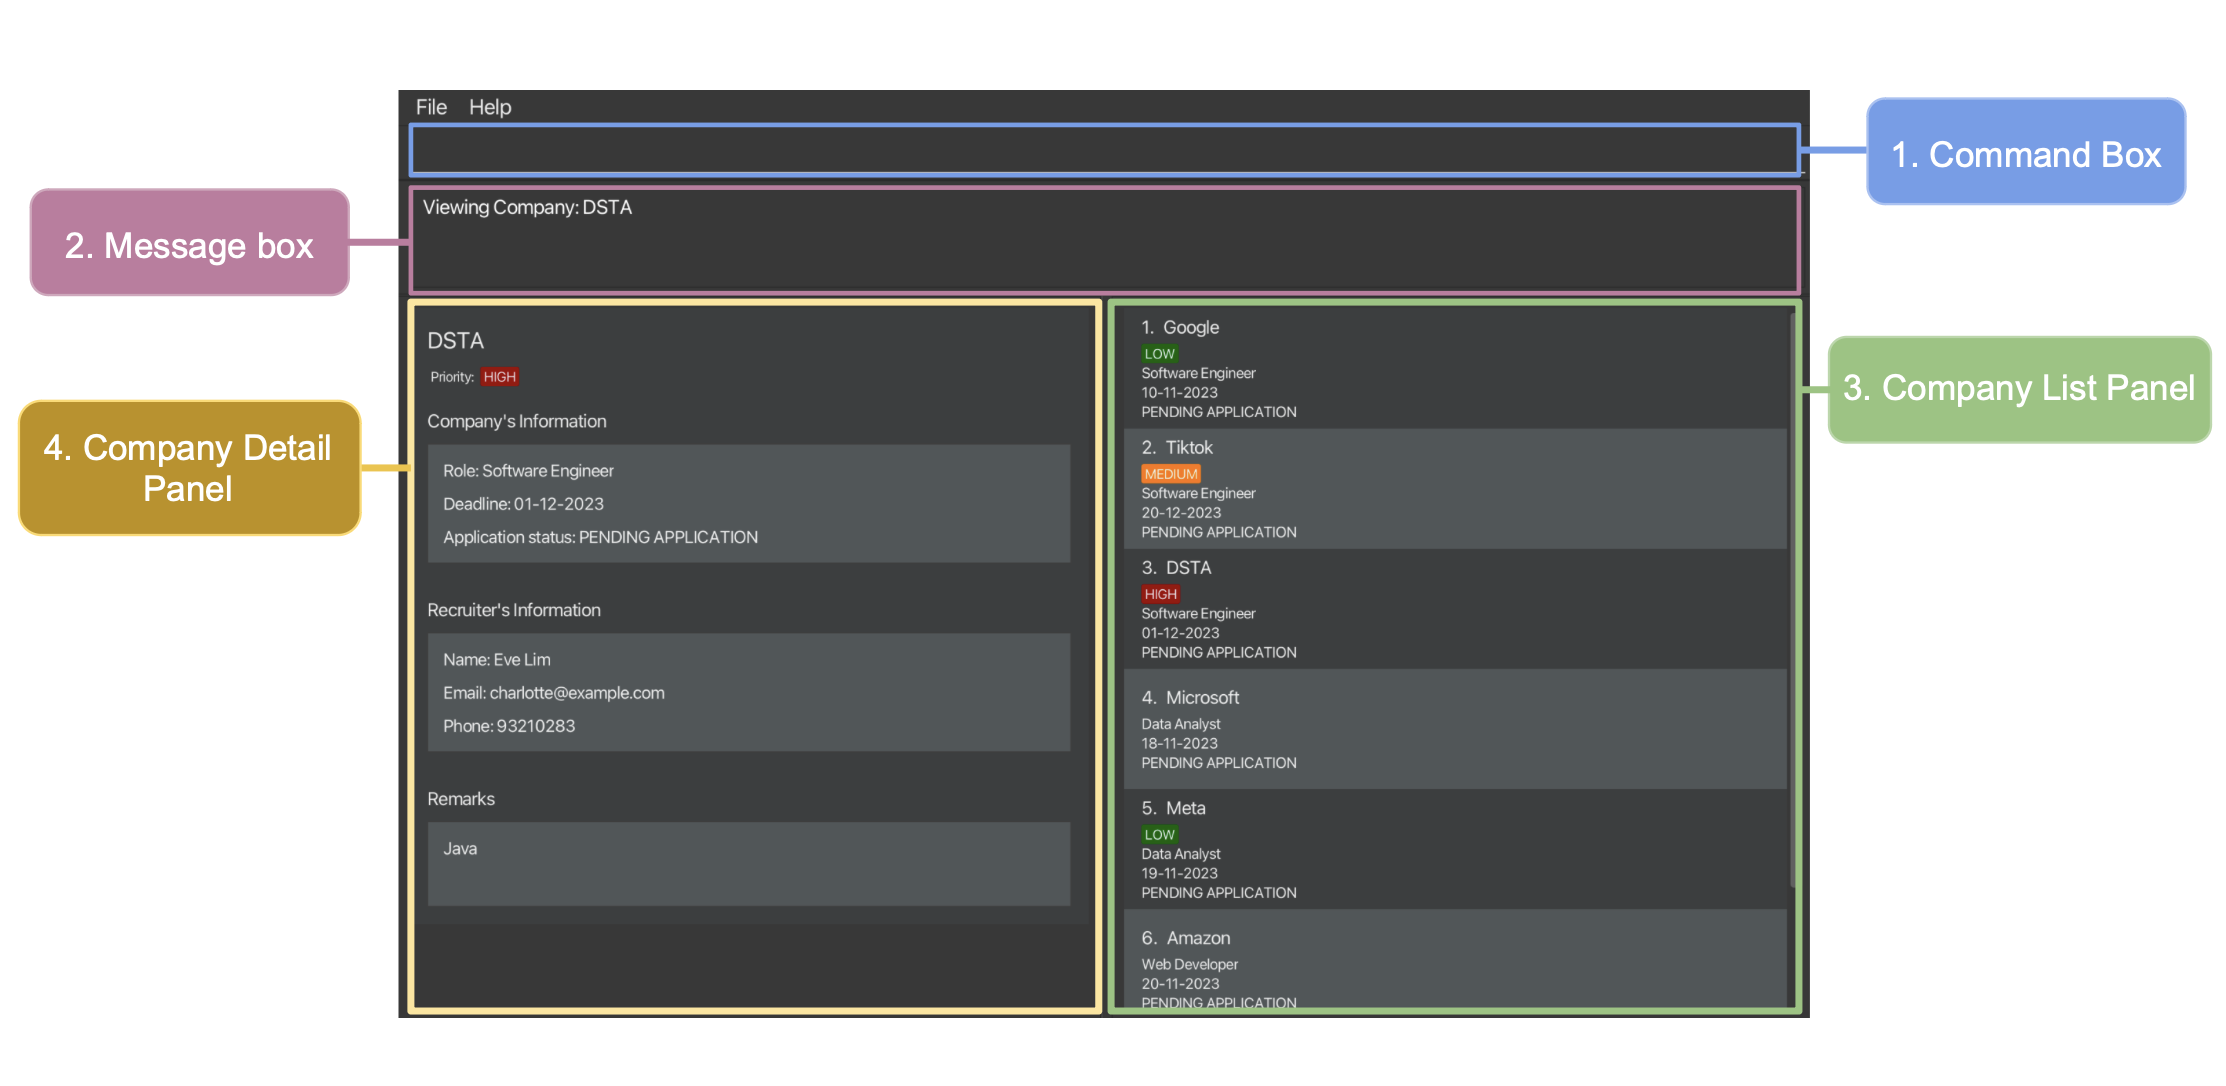 File Help
1. Command Box
2. Message box
Viewing Company: DSTA
4. Company Detail
Panel
DSTA
Priority: HIGH
Company's Information
Role: Software Engineer
Deadline: 01-12-2023
Application status: PENDING APPLICATION
Recruiter's Information
Name: Eve Lim
Email: charlotte@example.com
Phone: 93210283
Remarks
Java
3. Company List Panel
1. Google
LOW
Software Engineer
10-11-2023
PENDING APPLICATION
2. Tiktok
MEDIUM
Software Engineer
20-12-2023
PENDING APPLICATION
3. DSTA
HIGH
Software Engineer
01-12-2023
PENDING APPLICATION
4. Microsoft
Data Analyst
18-11-2023
PENDING APPLICATION
5. Meta
LOW
Data Analyst
19-11-2023
PENDING APPLICATION
6. Amazon
Web Developer
20-11-2023
PENDING APPLICATION